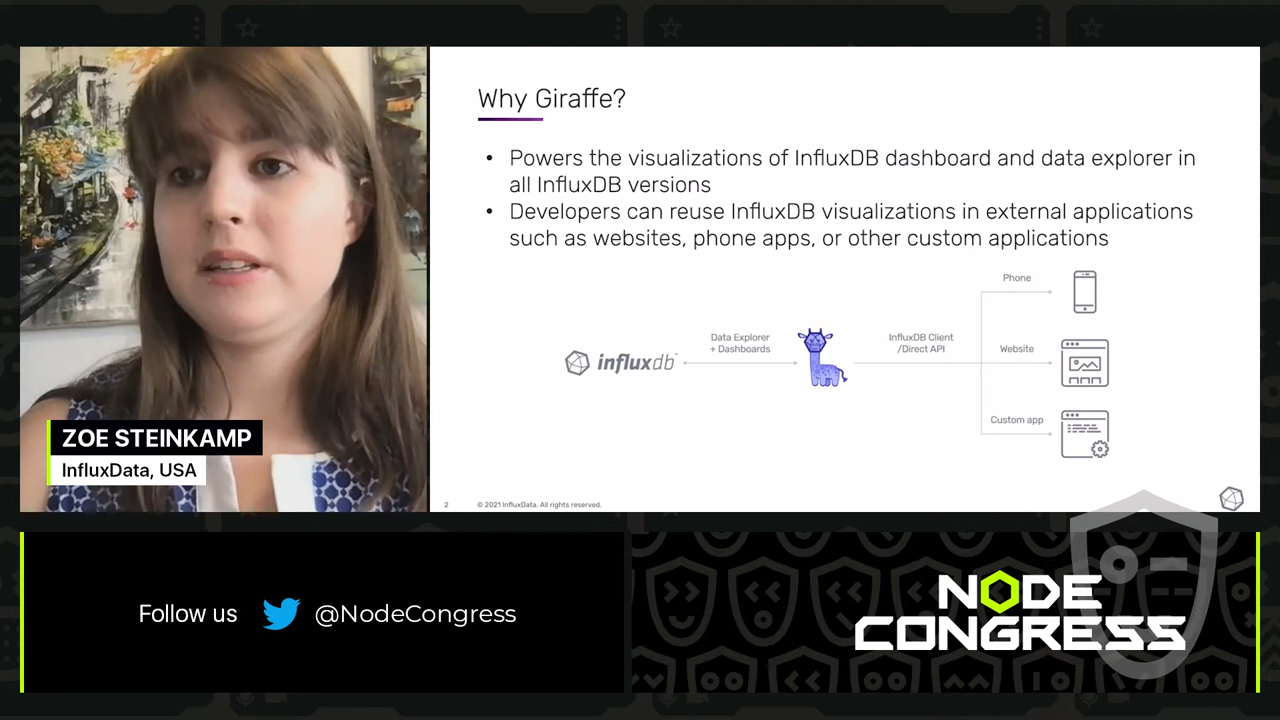 Why Giraffe?
• Powers the visualizations of InfluxDB dashboard and data explorer in
all InfluxDB versions
• Developers can reuse InfluxDB visualizations in external applications
such as websites, phone apps, or other custom applications
influxdb™
Data Explorer
+ Dashboards
InfluxDB Client
/Direct API
Phone
Website
Custom app
2
© 2021 InfluxData. All rights reserved.
ZOE STEINKAMP
InfluxData, USA
Follow us @NodeCongress
NODE
CONGRESS